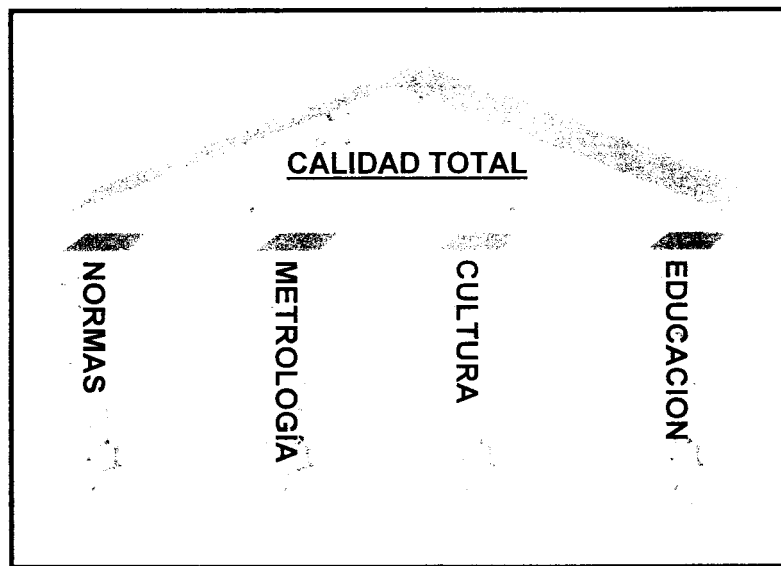 CALIDAD TOTAL
NORMAS
METROLOGÍA
CULTURA
EDUCACION